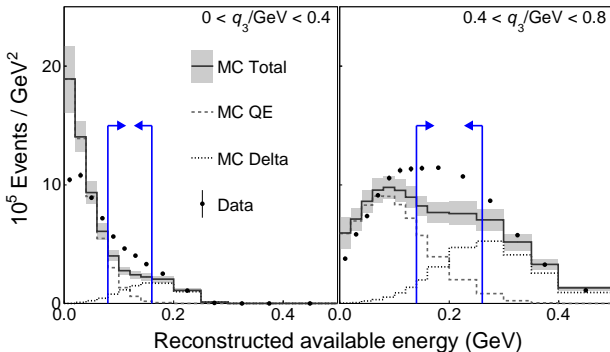 0 < q3/GeV < 0.4
0.4 < q3/GeV < 0.8
20
10
0
10⁵ Events / GeV²
MC Total
MC QE
MC Delta
Data
0.0 0.2 0.4 0.0 0.2 0.4
Reconstructed available energy (GeV)